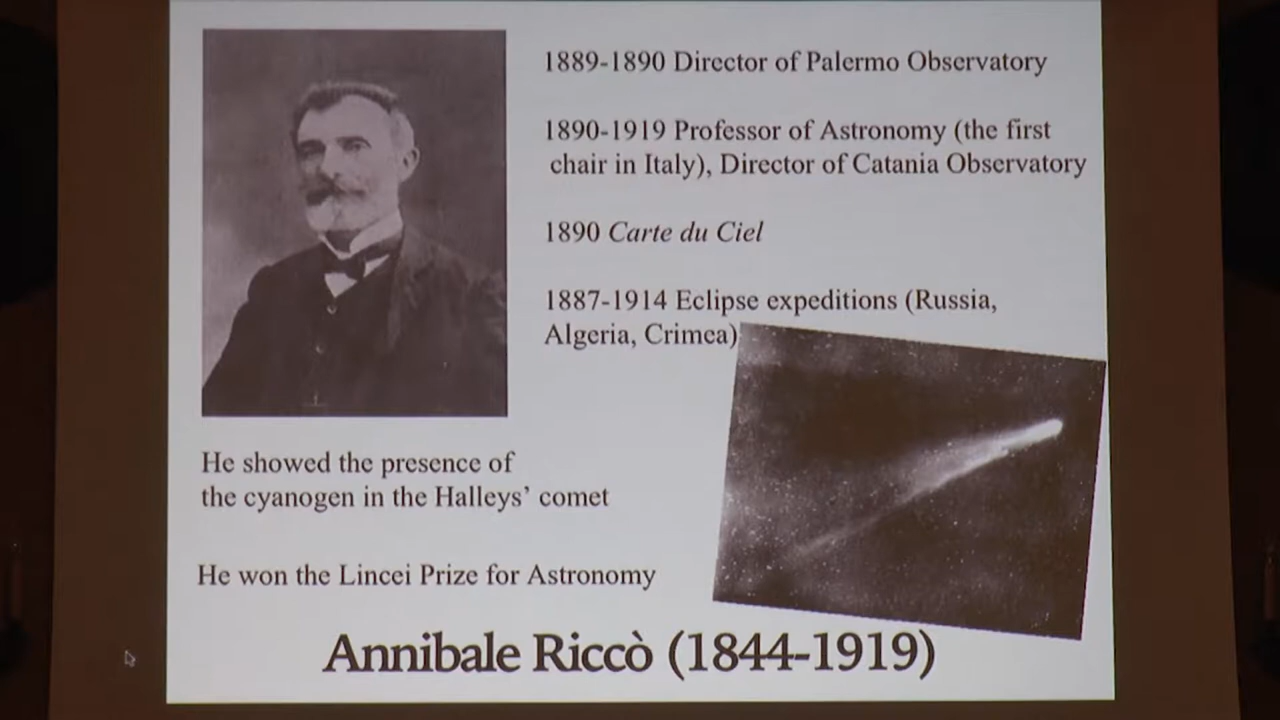 1889-1890 Director of Palermo Observatory
1890-1919 Professor of Astronomy (the first
chair in Italy), Director of Catania Observatory
1890 Carte du Ciel
1887-1914 Eclipse expeditions (Russia,
Algeria, Crimea)
He showed the presence of
the cyanogen in the Halleys’ comet
He won the Lincei Prize for Astronomy
Annibale Riccò (1844-1919)